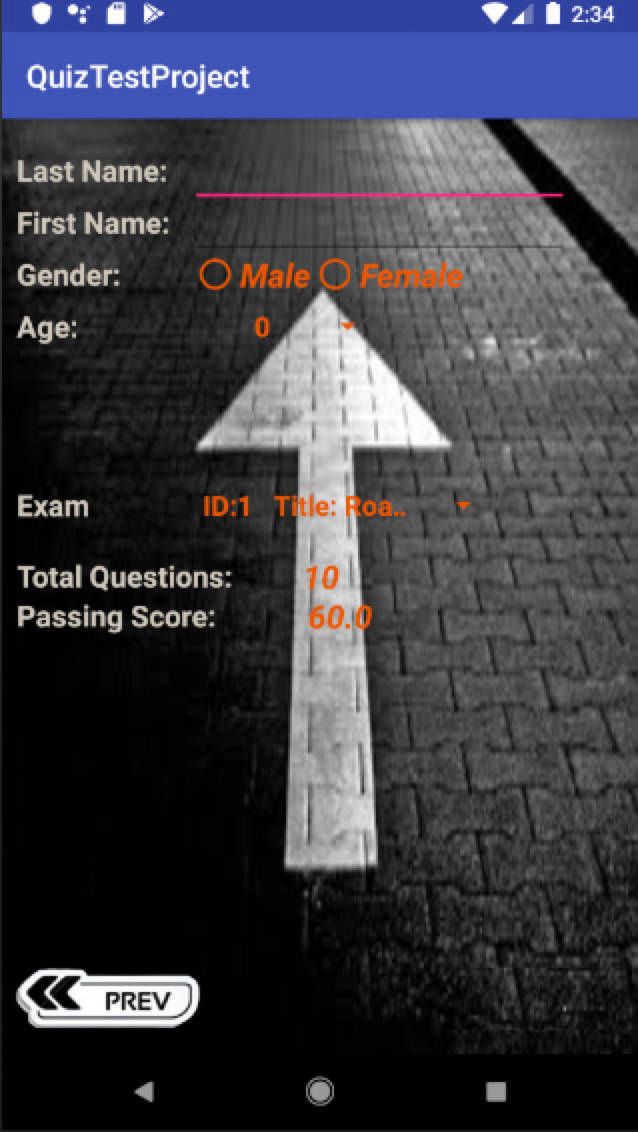 2:34
QuizTestProject
Last Name:
First Name:
Gender: Male Female
Age: 0
Exam ID:1 Title: Roa..
Total Questions: 10
Passing Score: 60.0
PREV